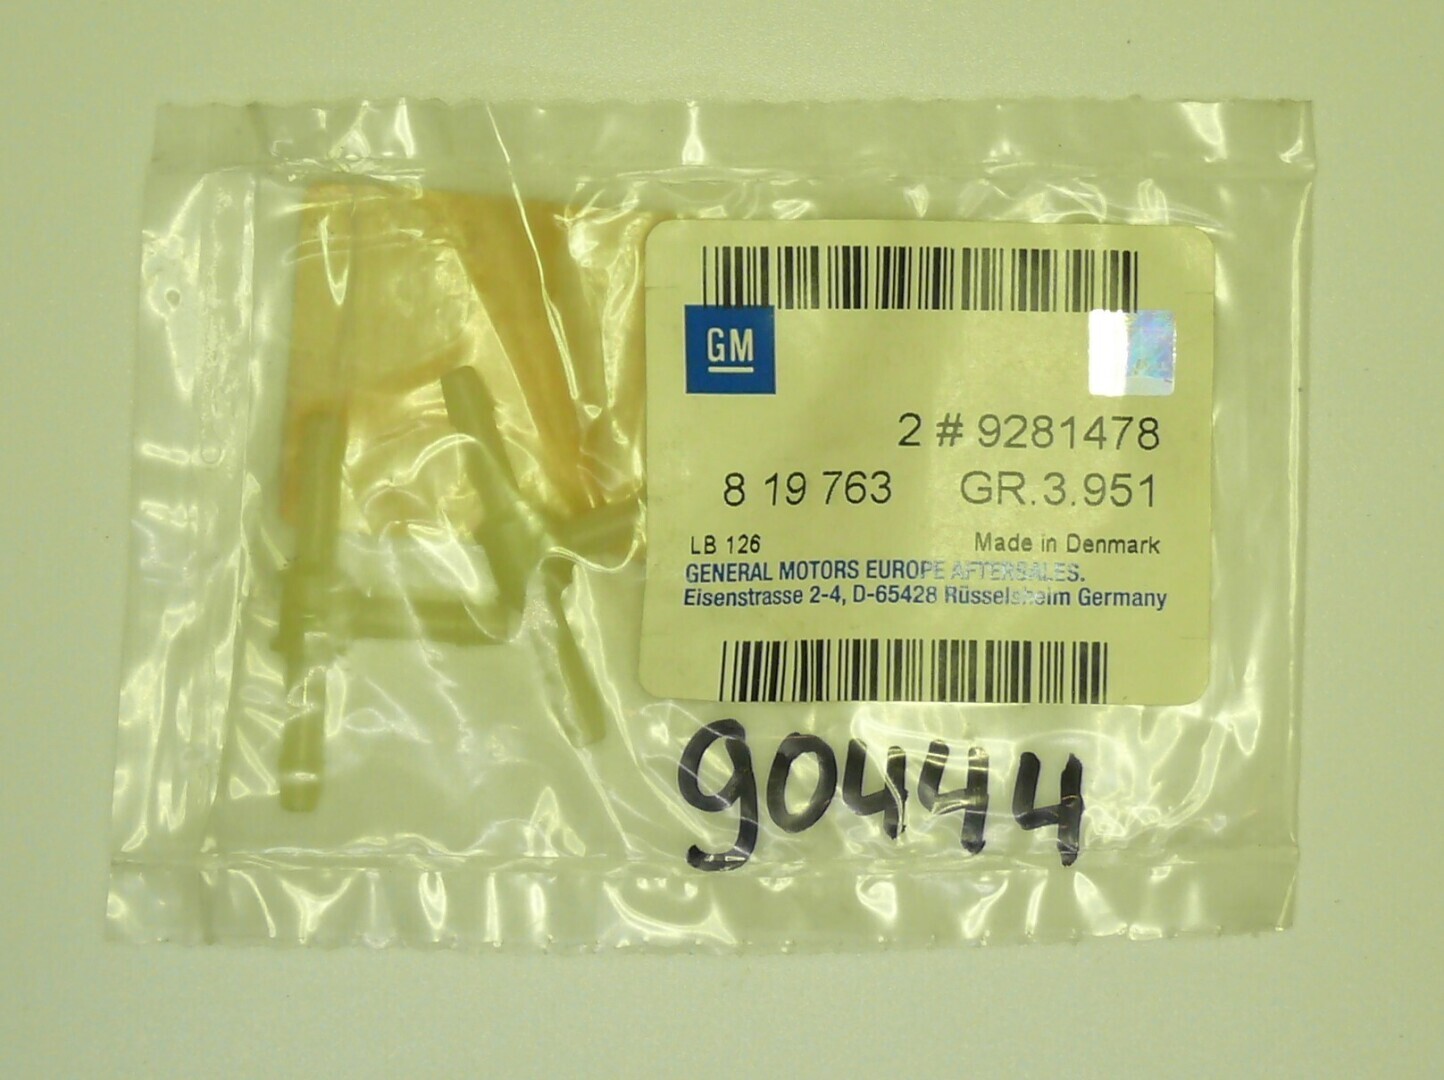 GM
2 # 9281478
8 19 763 GR.3.951
LB 126 Made in Denmark
GENERAL MOTORS EUROPE AFTERSALES.
Eisenstrasse 2-4, D-65428 Rüsselsheim Germany
90444